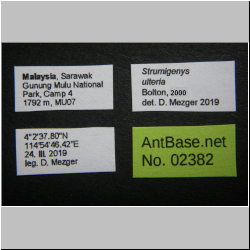 Malaysia, Sarawak
Gunung Mulu National
Park, Camp 4
1792 m, MU07
Strumigenys
ulteria
Bolton, 2000
det. D. Mezger 2019
4°2'37.80"N
114°54'46.42"E
24. III. 2019
leg. D. Mezger
AntBase.net
No. 02382